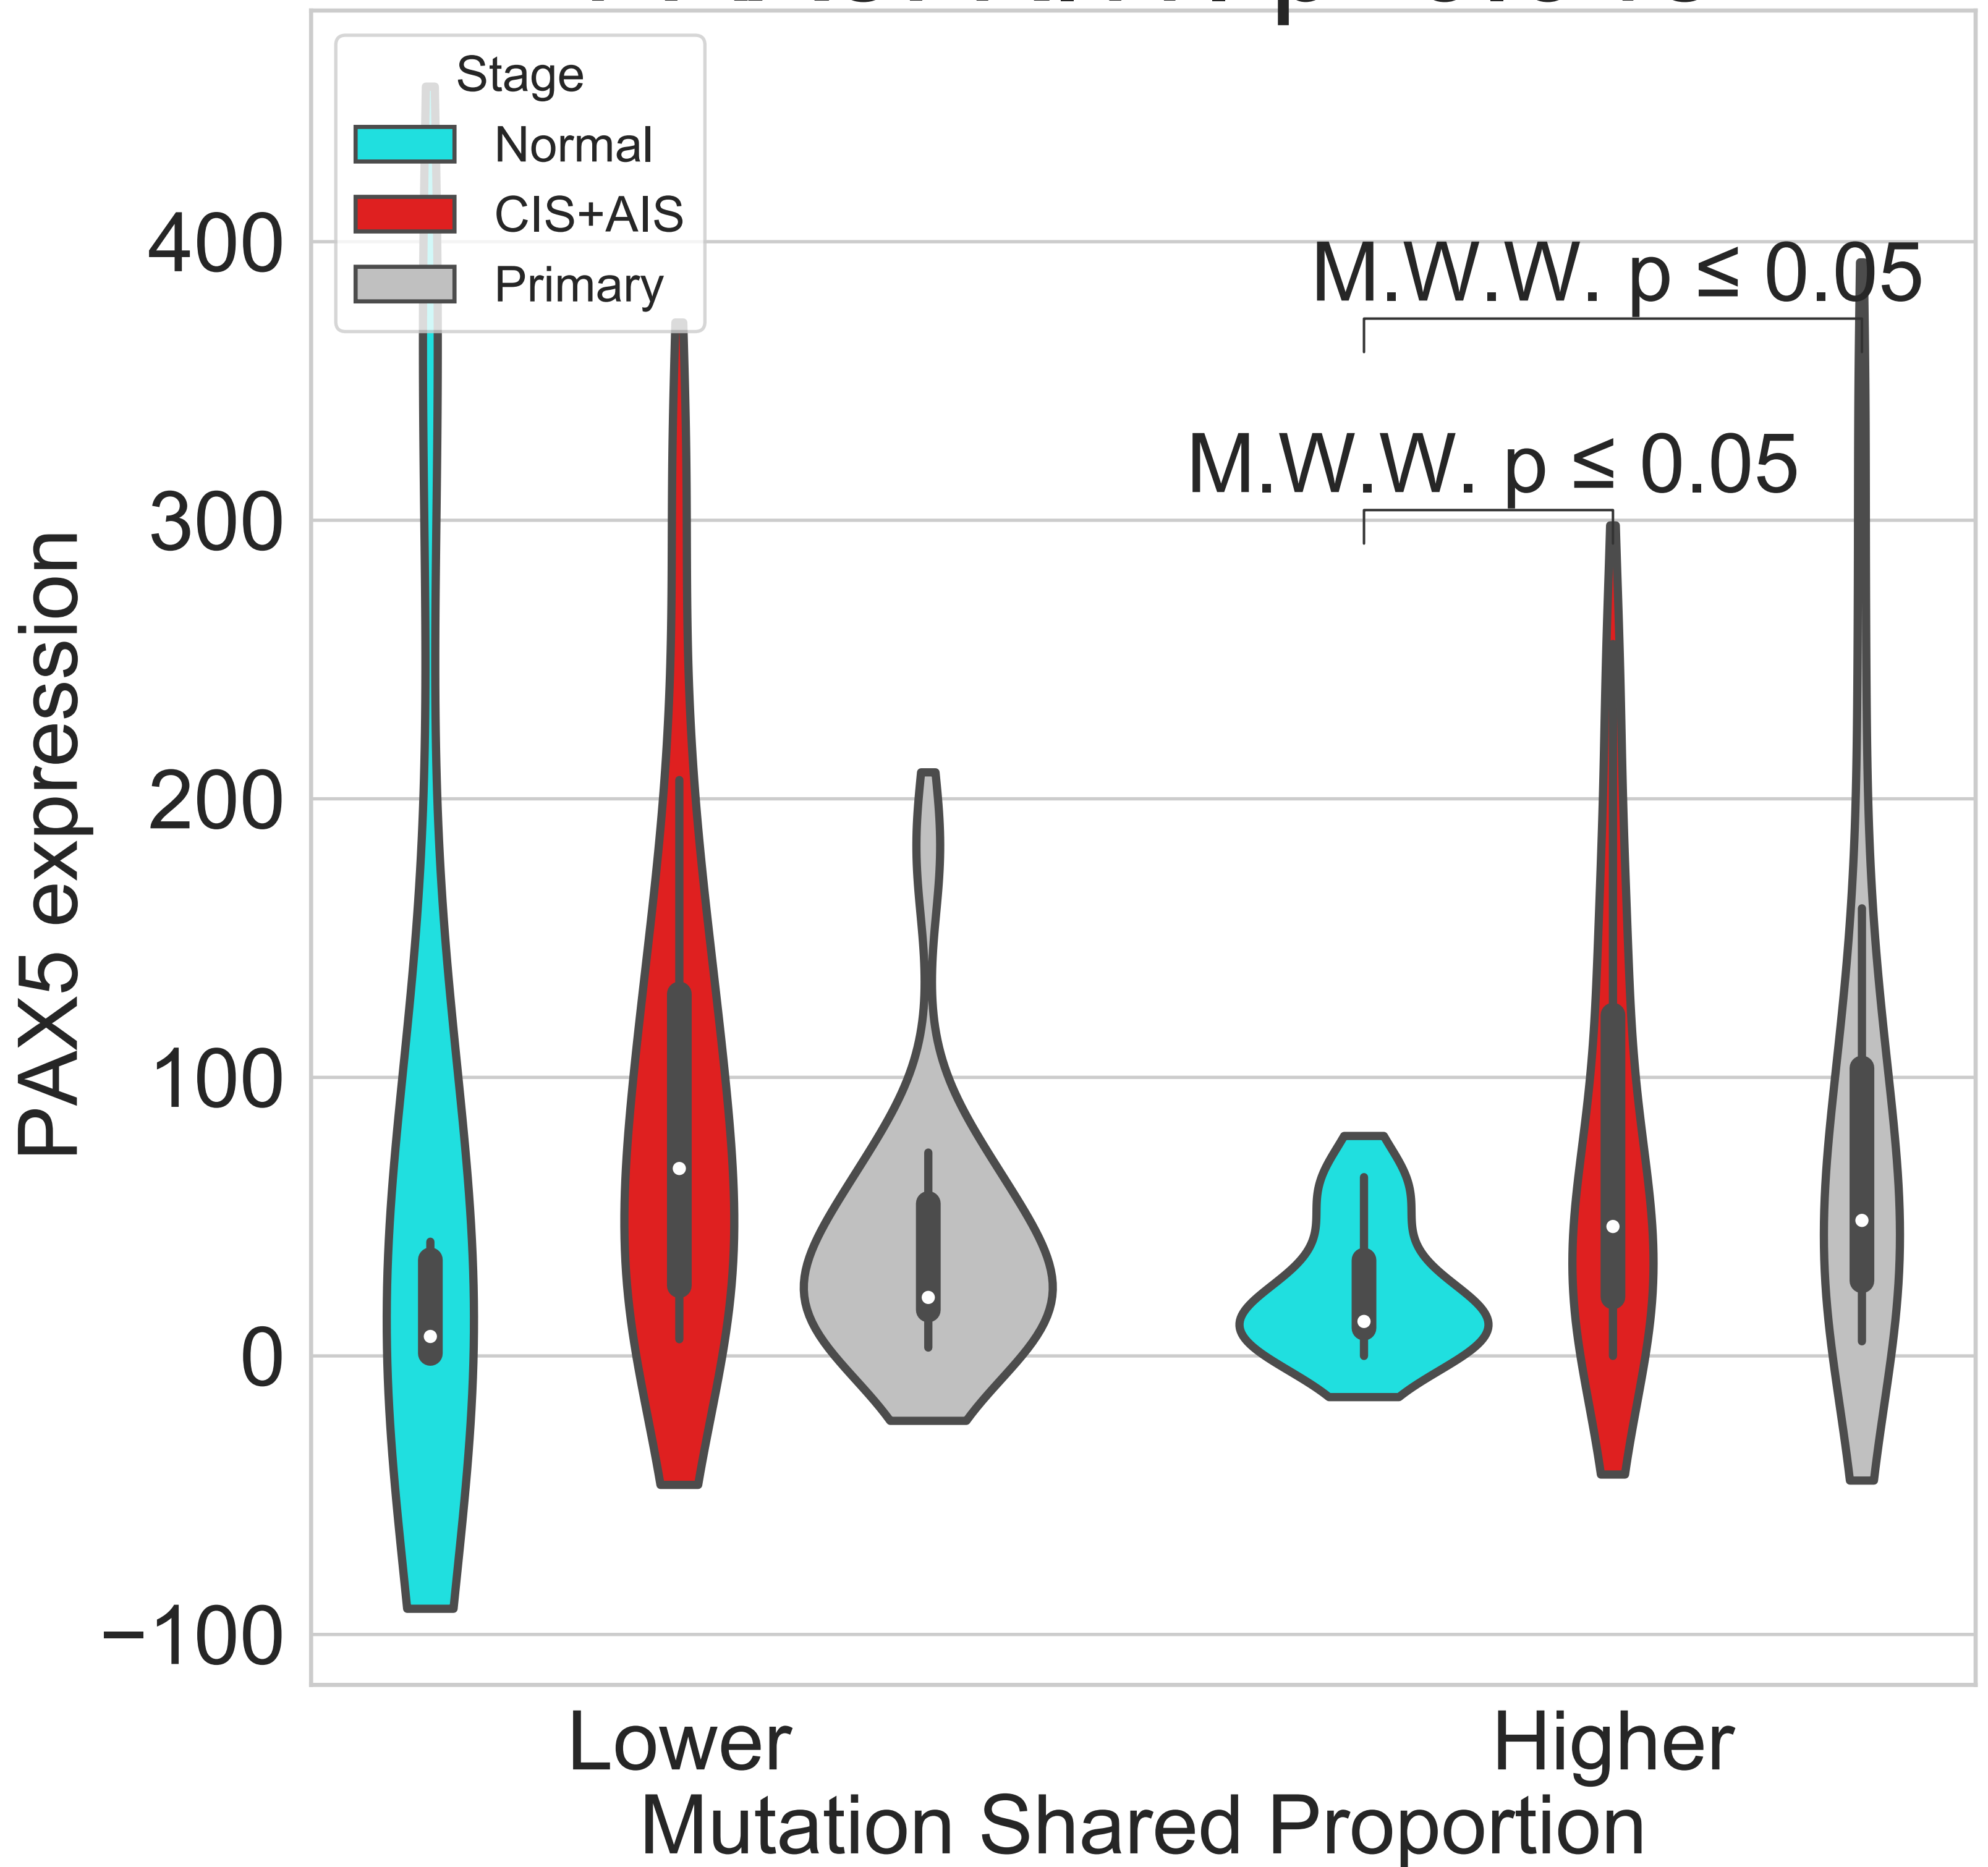 Stage
Normal
CIS+AIS
Primary
M.W.W. p ≤ 0.05
M.W.W. p ≤ 0.05
400
300
200
100
0
−100
PAX5 expression
Lower
Higher
Mutation Shared Proportion